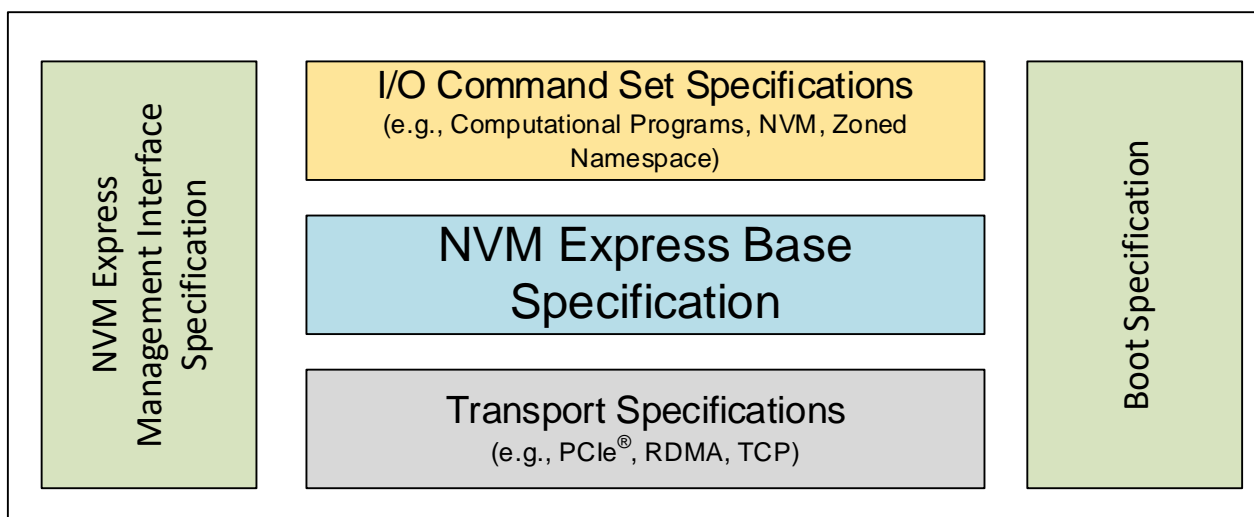 NVM Express
Management Interface
Specification
I/O Command Set Specifications
(e.g., Computational Programs, NVM, Zoned
Namespace)
NVM Express Base
Specification
Transport Specifications
(e.g., PCIe®, RDMA, TCP)
Boot Specification